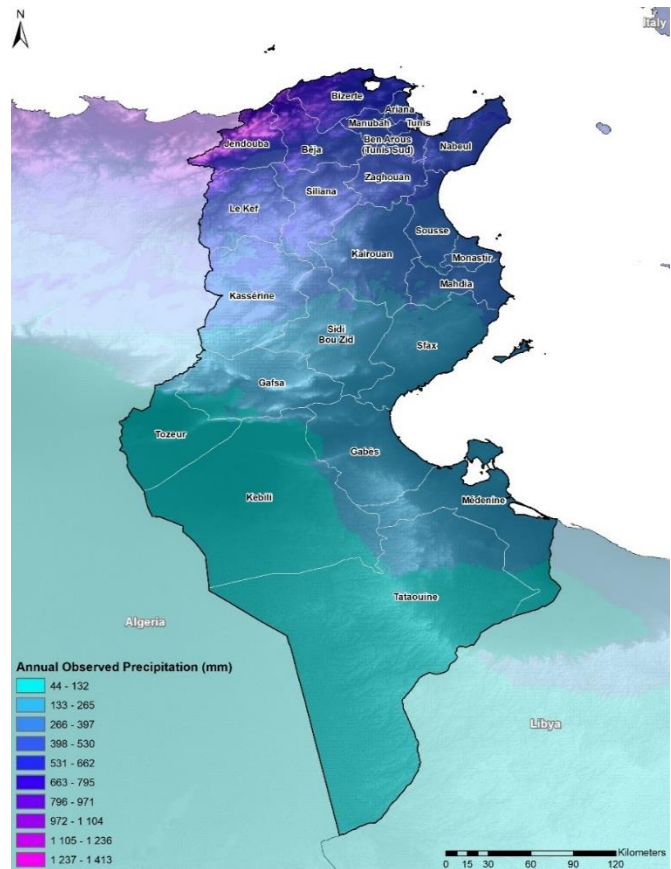 N
Italy
Bizerte
Ariana
Manubah
Tunis
Jendouba
Béja
Ben Arous
(Tunis Sud)
Nabeul
Zaghouan
Siliana
Le Kef
Sousse
Kairouan
Monastir
Mahdia
Kassérine
Sidi
Bou Zid
Sfax
Gafsa
Tozeur
Gabès
Kébili
Médenine
Tataouine
Algeria
Libya
Annual Observed Precipitation (mm)
44 - 132
133 - 265
266 - 397
398 - 530
531 - 662
663 - 795
796 - 971
972 - 1 104
1 105 - 1 236
1 237 - 1 413
Kilometers
0 15 30 60 90 120